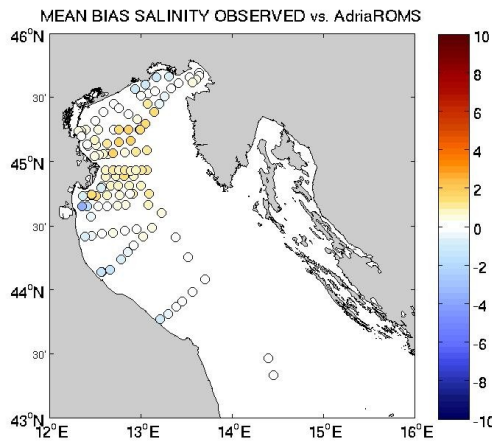 MEAN BIAS SALINITY OBSERVED vs. AdriaROMS
46°N
30'
45°N
30'
44°N
30'
43°N
12°E
13°E
14°E
15°E
16°E
10
8
6
4
2
0
-2
-4
-6
-8
-10